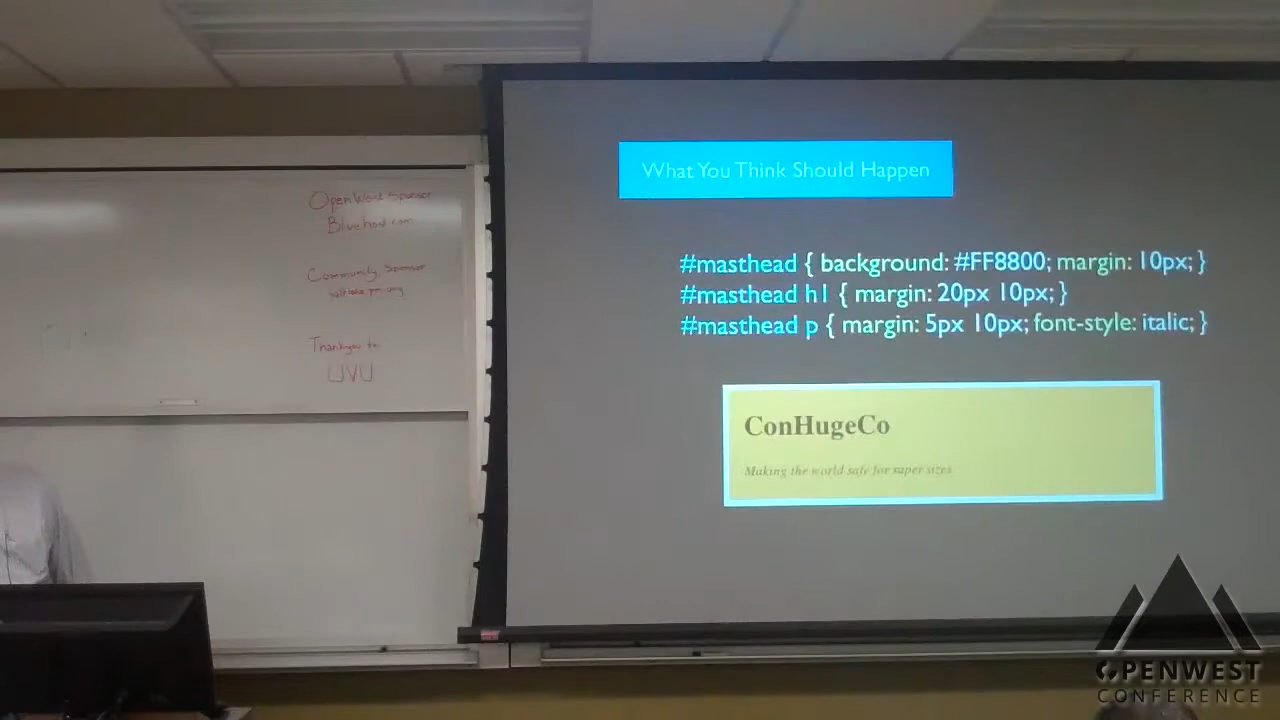 OpenWest Sponsor
Bluehost.com
Community Sponsor
Thankyou to
UVU
What You Think Should Happen
#masthead { background: #FF8800; margin: 10px; }
#masthead h1 { margin: 20px 10px; }
#masthead p { margin: 5px 10px; font-style: italic; }
ConHugeCo
Making the world safe for super sizes
OPENWEST
CONFERENCE